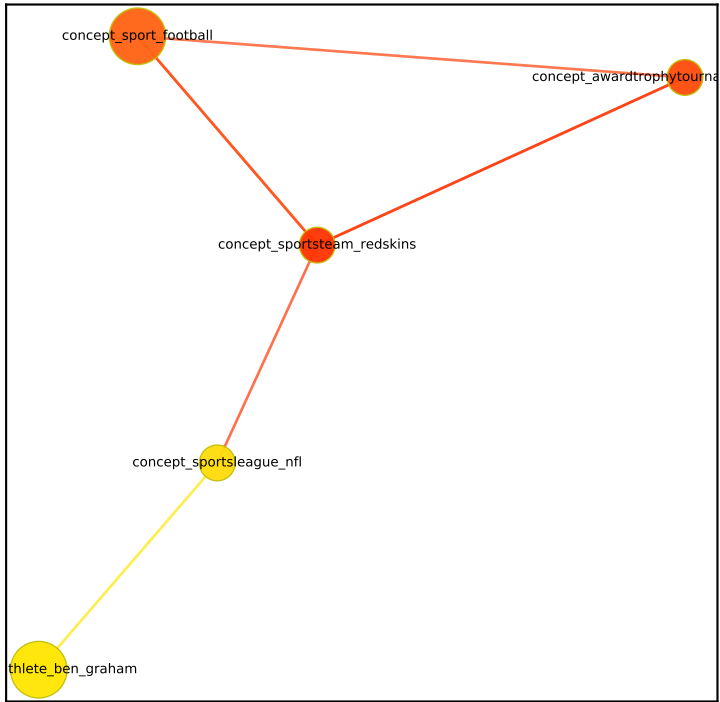 concept_sport_football
concept_awardtrophytourna
concept_sportsteam_redskins
concept_sportsleague_nfl
thlete_ben_graham